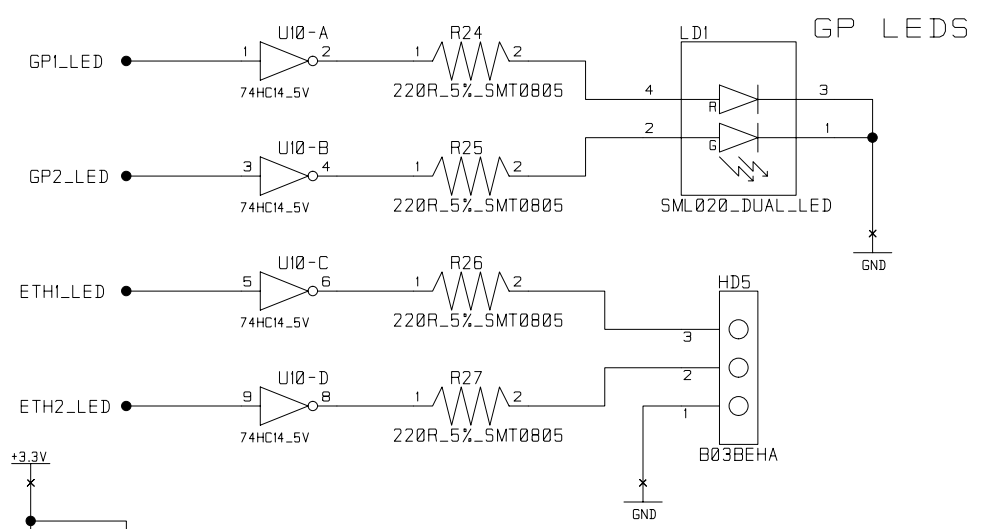 GP LEDS
U10-A
R24
LD1
GP1_LED
1
2
1
2
74HC14_5V
220R_5%_SMT0805
4
R
3
2
G
1
U10-B
R25
GP2_LED
3
4
1
2
74HC14_5V
220R_5%_SMT0805
SML020_DUAL_LED
GND
U10-C
R26
HD5
ETH1_LED
5
6
1
2
74HC14_5V
220R_5%_SMT0805
3
U10-D
R27
2
ETH2_LED
9
8
1
2
1
74HC14_5V
220R_5%_SMT0805
B03BEHA
+3.3V
GND